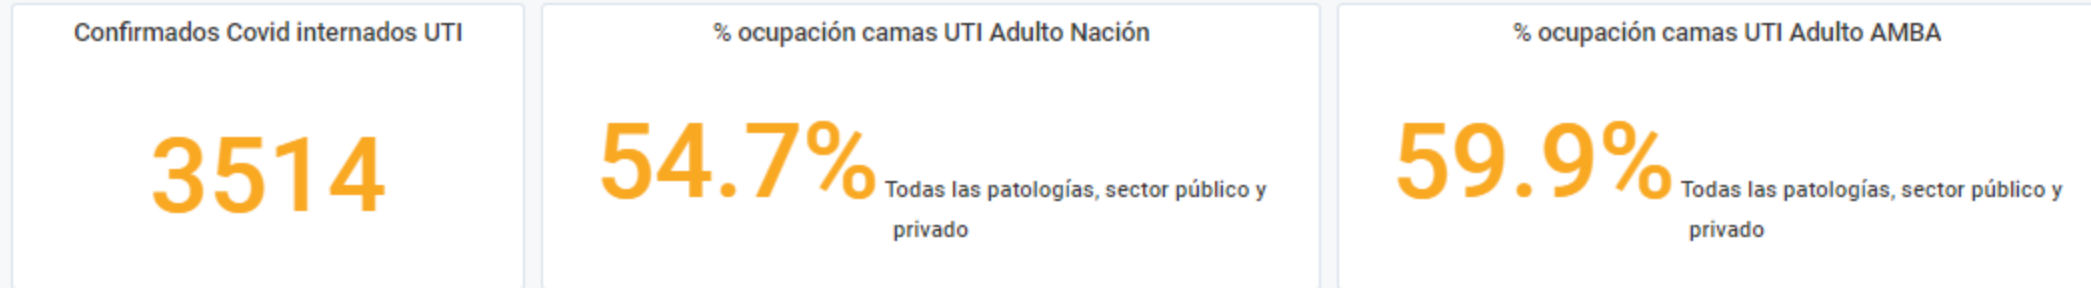 Confirmados Covid internados UTI
3514
% ocupación camas UTI Adulto Nación
54.7% Todas las patologías, sector público y
privado
% ocupación camas UTI Adulto AMBA
59.9% Todas las patologías, sector público y
privado